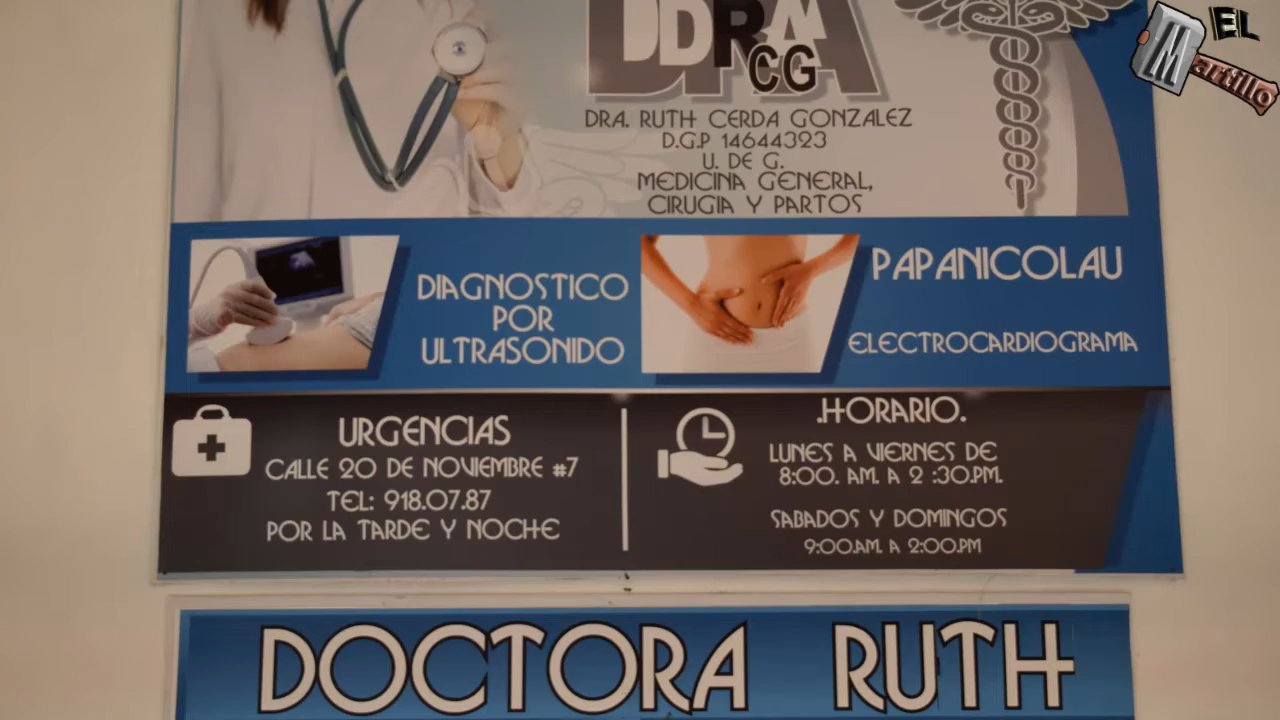 EL
Martillo
DRA
CG
DRA. RUTH CERDA GONZALEZ
D.G.P 14644323
U. DE G.
MEDICINA GENERAL,
CIRUGIA Y PARTOS
DIAGNOSTICO
POR
ULTRASONIDO
PAPANICOLAU
ELECTROCARDIOGRAMA
URGENCIAS
CALLE 20 DE NOVIEMBRE #7
TEL: 918.07.87
POR LA TARDE Y NOCHE
.HORARIO.
LUNES A VIERNES DE
8:00. AM. A 2 :30.PM.
SABADOS Y DOMINGOS
9:00.AM. A 2:00.PM
DOCTORA RUTH